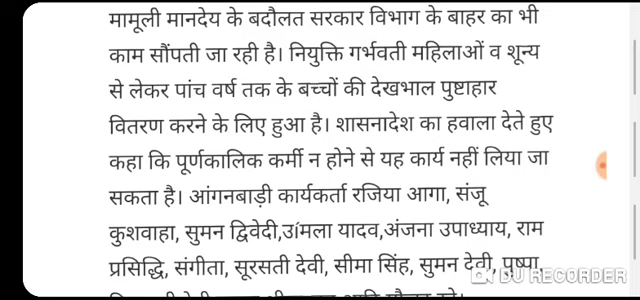 मामूली मानदेय के बदौलत सरकार विभाग के बाहर का भी
काम सौंपती जा रही है। नियुक्ति गर्भवती महिलाओं व शून्य
से लेकर पांच वर्ष तक के बच्चों की देखभाल पुष्टाहार
वितरण करने के लिए हुआ है। शासनादेश का हवाला देते हुए
कहा कि पूर्णकालिक कर्मी न होने से यह कार्य नहीं लिया जा
सकता है। आंगनबाड़ी कार्यकर्ता रजिया आगा, संजू
कुशवाहा, सुमन द्विवेदी,उíमला यादव,अंजना उपाध्याय, राम
प्रसिद्धि, संगीता, सूरसती देवी, सीमा सिंह, सुमन देवी, पुष्पा,
DU RECORDER